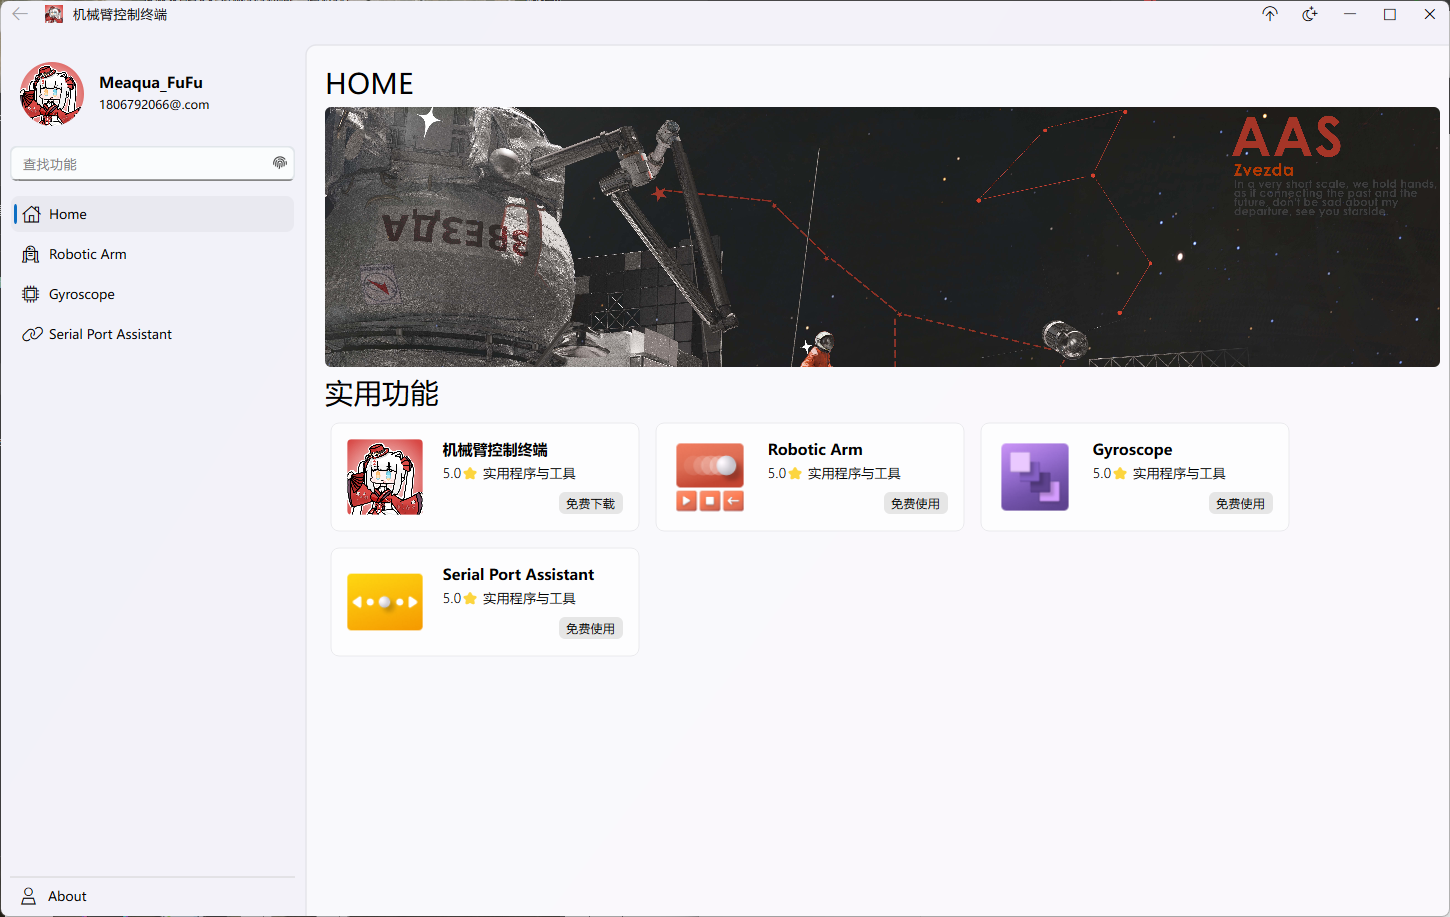 机械臂控制终端
Meaqua_FuFu
1806792066@.com
查找功能
Home
Robotic Arm
Gyroscope
Serial Port Assistant
About
HOME
ЗВЕЗДА
AAS
Zvezda
In a very short scale, we hold hands,
as if connecting the past and the
future, don't be sad about my
departure, see you starside.
实用功能
机械臂控制终端
5.0⭐ 实用程序与工具
免费下载
Robotic Arm
5.0⭐ 实用程序与工具
免费使用
Gyroscope
5.0⭐ 实用程序与工具
免费使用
Serial Port Assistant
5.0⭐ 实用程序与工具
免费使用